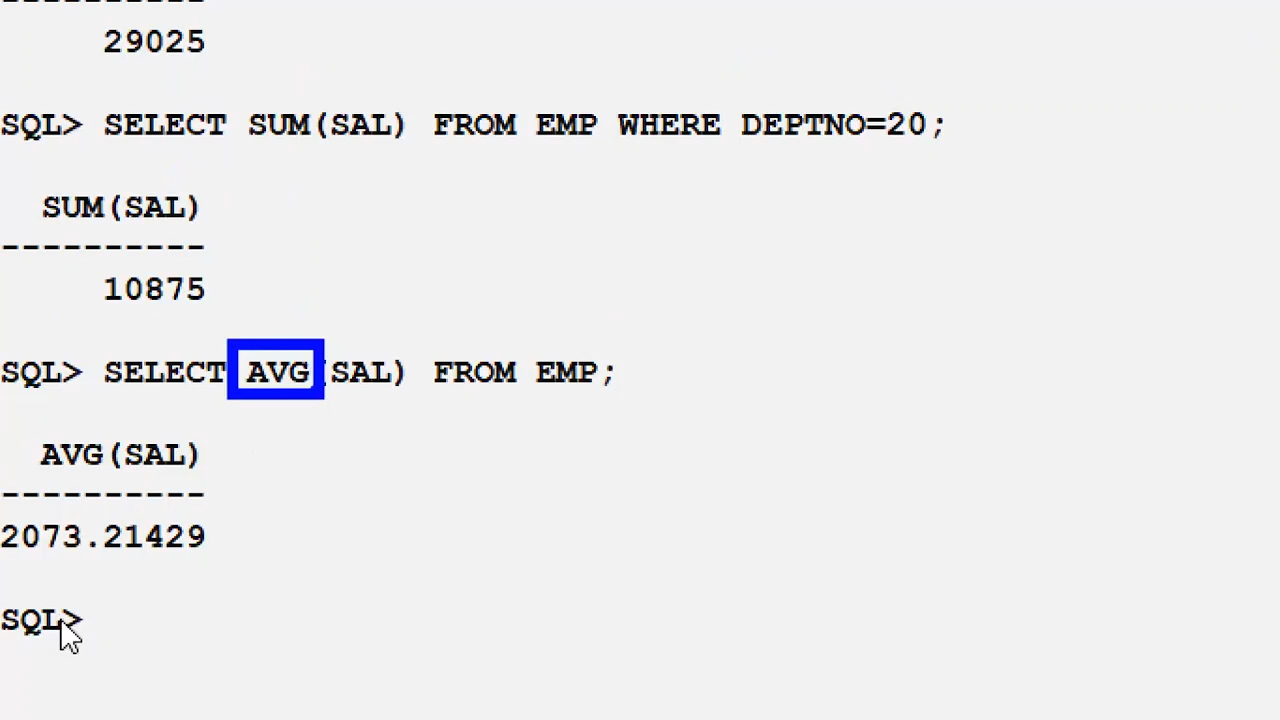 ----------
29025
SQL> SELECT SUM(SAL) FROM EMP WHERE DEPTNO=20;
SUM(SAL)
----------
10875
SQL> SELECT AVG(SAL) FROM EMP;
AVG(SAL)
----------
2073.21429
SQL>